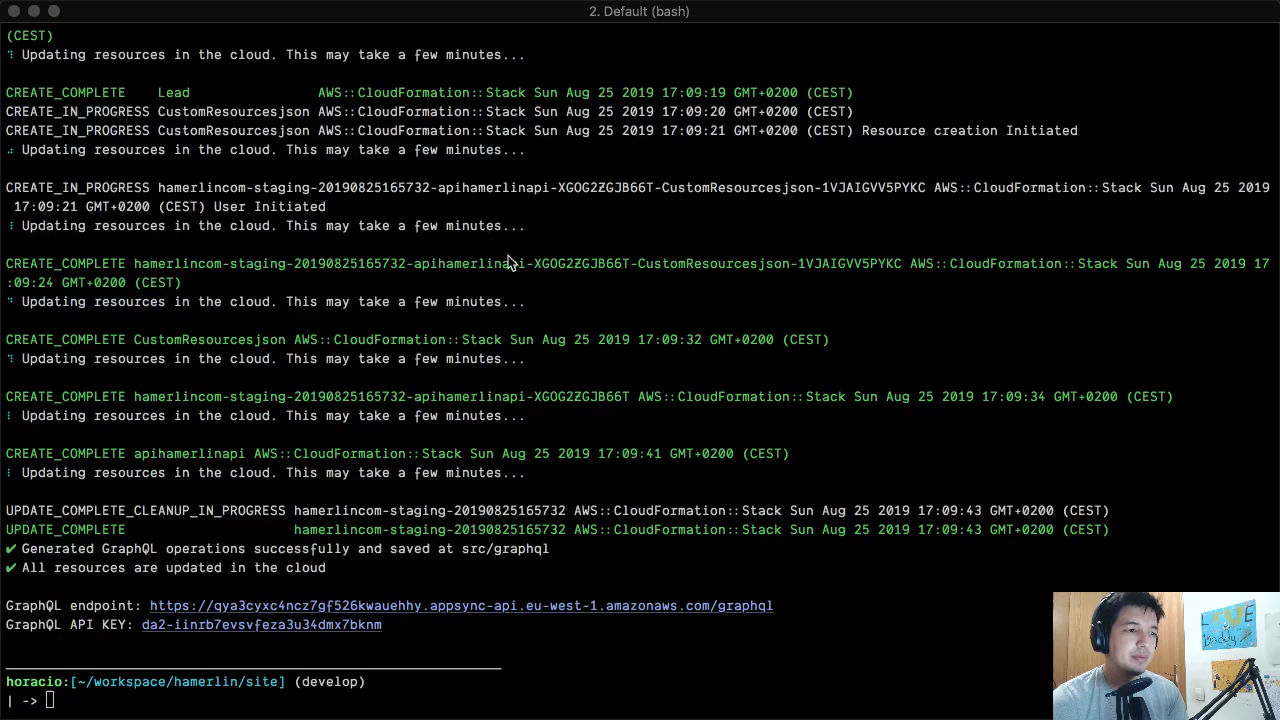 2. Default (bash)
(CEST)
⠹ Updating resources in the cloud. This may take a few minutes...
CREATE_COMPLETE    Lead                AWS::CloudFormation::Stack Sun Aug 25 2019 17:09:19 GMT+0200 (CEST)
CREATE_IN_PROGRESS CustomResourcesjson AWS::CloudFormation::Stack Sun Aug 25 2019 17:09:20 GMT+0200 (CEST)
CREATE_IN_PROGRESS CustomResourcesjson AWS::CloudFormation::Stack Sun Aug 25 2019 17:09:21 GMT+0200 (CEST) Resource creation Initiated
⠴ Updating resources in the cloud. This may take a few minutes...
CREATE_IN_PROGRESS hamerlincom-staging-20190825165732-apihamerlinapi-XGOG2ZGJB66T-CustomResourcesjson-1VJAIGVV5PYKC AWS::CloudFormation::Stack Sun Aug 25 2019
17:09:21 GMT+0200 (CEST) User Initiated
⠇ Updating resources in the cloud. This may take a few minutes...
CREATE_COMPLETE hamerlincom-staging-20190825165732-apihamerlinapi-XGOG2ZGJB66T-CustomResourcesjson-1VJAIGVV5PYKC AWS::CloudFormation::Stack Sun Aug 25 2019 17
:09:24 GMT+0200 (CEST)
⠙ Updating resources in the cloud. This may take a few minutes...
CREATE_COMPLETE CustomResourcesjson AWS::CloudFormation::Stack Sun Aug 25 2019 17:09:32 GMT+0200 (CEST)
⠹ Updating resources in the cloud. This may take a few minutes...
CREATE_COMPLETE hamerlincom-staging-20190825165732-apihamerlinapi-XGOG2ZGJB66T AWS::CloudFormation::Stack Sun Aug 25 2019 17:09:34 GMT+0200 (CEST)
⠇ Updating resources in the cloud. This may take a few minutes...
CREATE_COMPLETE apihamerlinapi AWS::CloudFormation::Stack Sun Aug 25 2019 17:09:41 GMT+0200 (CEST)
⠇ Updating resources in the cloud. This may take a few minutes...
UPDATE_COMPLETE_CLEANUP_IN_PROGRESS hamerlincom-staging-20190825165732 AWS::CloudFormation::Stack Sun Aug 25 2019 17:09:43 GMT+0200 (CEST)
UPDATE_COMPLETE                     hamerlincom-staging-20190825165732 AWS::CloudFormation::Stack Sun Aug 25 2019 17:09:43 GMT+0200 (CEST)
✔ Generated GraphQL operations successfully and saved at src/graphql
✔ All resources are updated in the cloud
GraphQL endpoint: https://qya3cyxc4ncz7gf526kwauehhy.appsync-api.eu-west-1.amazonaws.com/graphql
GraphQL API KEY: da2-iinrb7evsvfeza3u34dmx7bknm
horacio:[~/workspace/hamerlin/site] (develop)
| ->